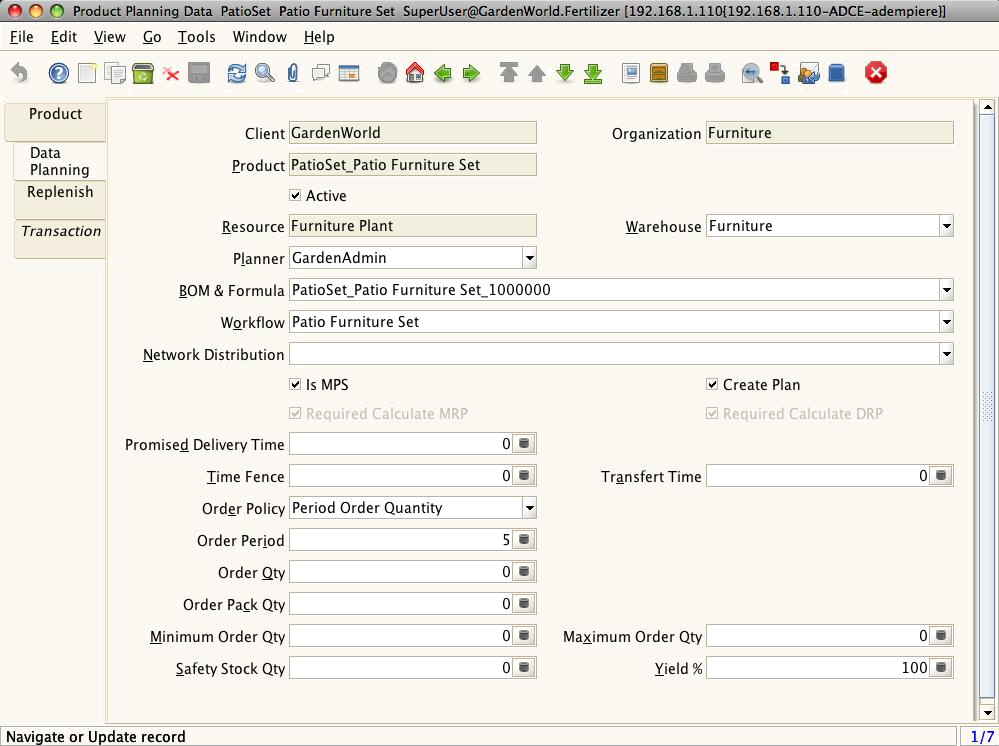 Product Planning Data  PatioSet  Patio Furniture Set  SuperUser@GardenWorld.Fertilizer [192.168.1.110{192.168.1.110-ADCE-adempiere}]
File Edit View Go Tools Window Help
Product
Data Planning
Replenish
Transaction
Client GardenWorld Organization Furniture
Product PatioSet_Patio Furniture Set
Active
Resource Furniture Plant Warehouse Furniture
Planner GardenAdmin
BOM & Formula PatioSet_Patio Furniture Set_1000000
Workflow Patio Furniture Set
Network Distribution
Is MPS Create Plan
Required Calculate MRP Required Calculate DRP
Promised Delivery Time 0
Time Fence 0 Transfert Time 0
Order Policy Period Order Quantity
Order Period 5
Order Qty 0
Order Pack Qty 0
Minimum Order Qty 0 Maximum Order Qty 0
Safety Stock Qty 0 Yield % 100
Navigate or Update record 1/7